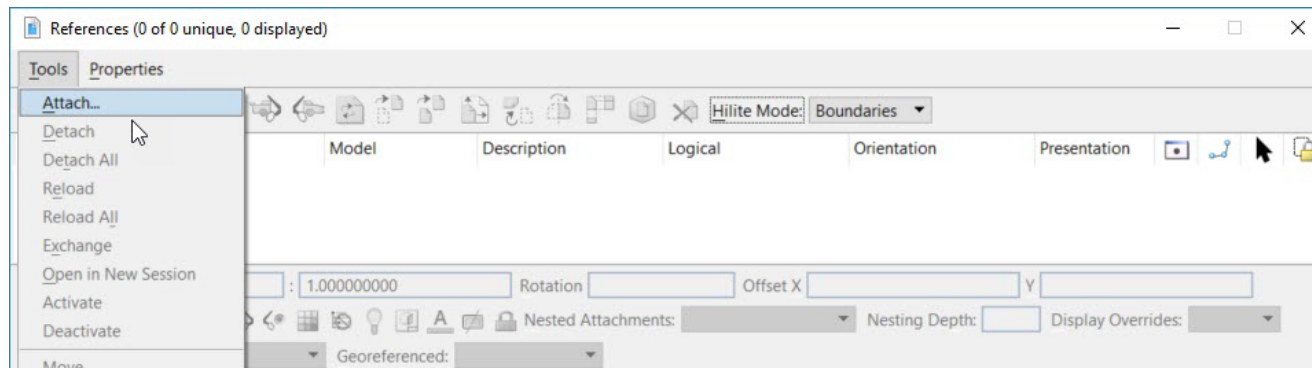 References (0 of 0 unique, 0 displayed)
Tools Properties
Attach...
Hilite Mode: Boundaries
Detach
Model Description Logical Orientation Presentation
Detach All
Reload
Reload All
Exchange
Open in New Session
: 1.000000000 Rotation Offset X Y
Activate
Nested Attachments: Nesting Depth: Display Overrides:
Deactivate
Georeferenced:
Move